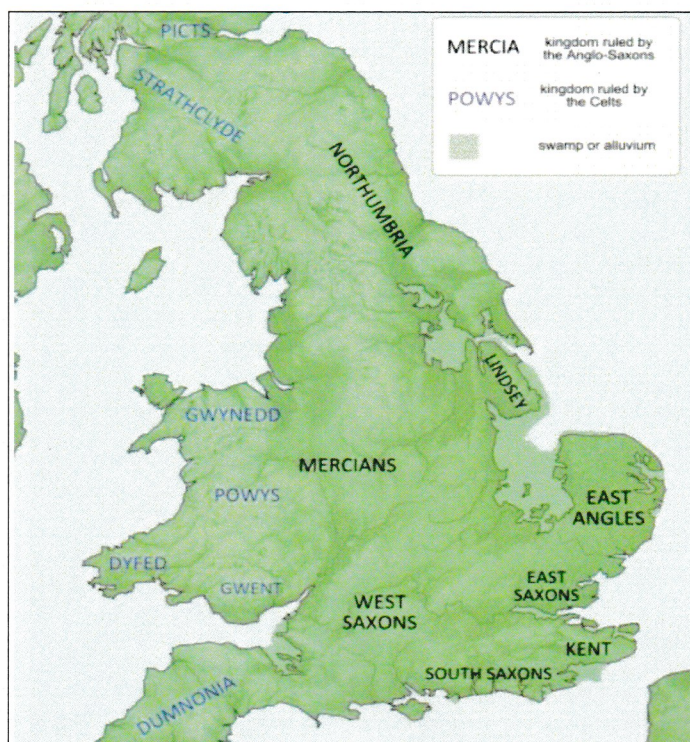 PICTS
STRATHCLYDE
NORTHUMBRIA
LINDSEY
GWYNEDD
MERCIANS
POWYS
EAST
ANGLES
DYFED
GWENT
EAST
SAXONS
WEST
SAXONS
KENT
SOUTH SAXONS
DUMNONIA
MERCIA
kingdom ruled by
the Anglo-Saxons
POWYS
kingdom ruled by
the Celts
swamp or alluvium